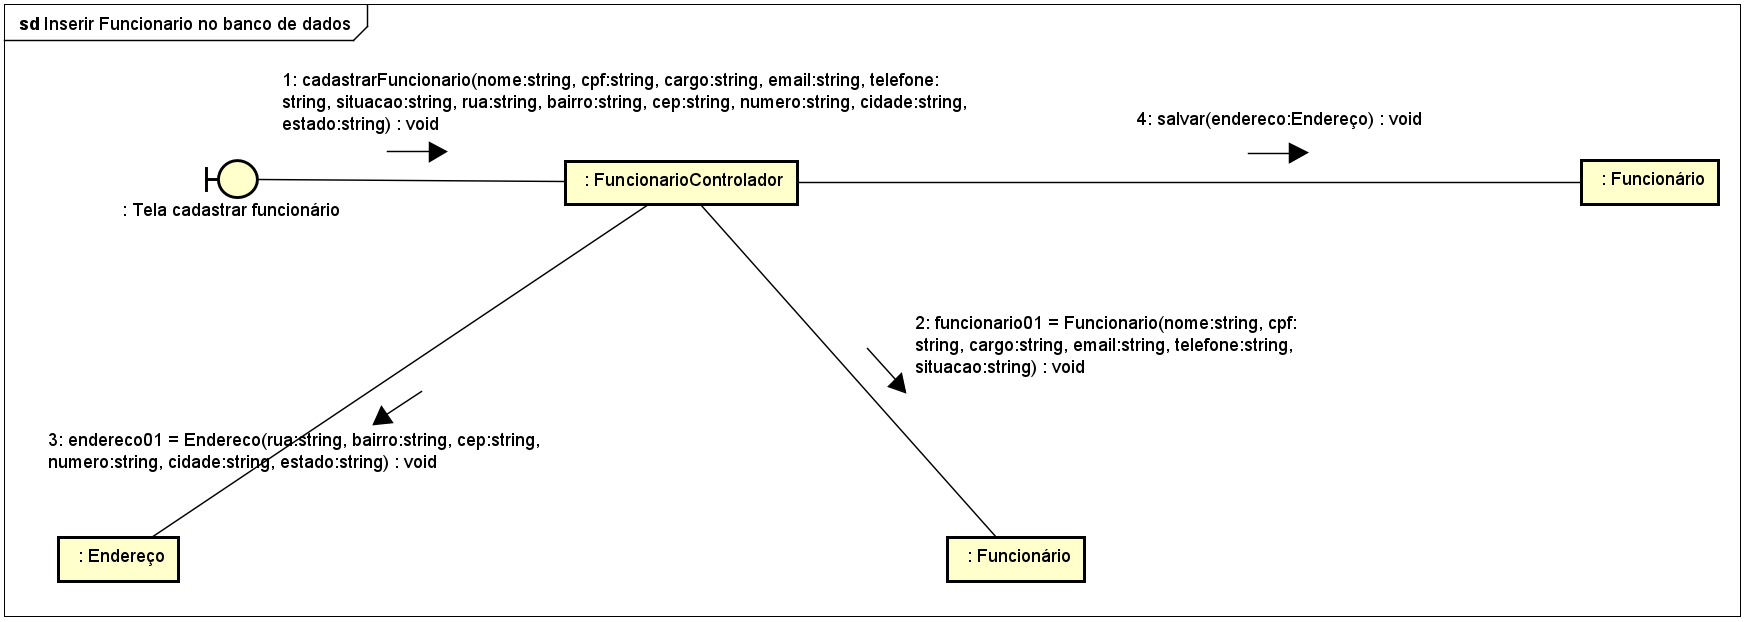 sd Inserir Funcionario no banco de dados
1: cadastrarFuncionario(nome:string, cpf:string, cargo:string, email:string, telefone:
string, situacao:string, rua:string, bairro:string, cep:string, numero:string, cidade:string,
estado:string) : void
4: salvar(endereco:Endereço) : void
: FuncionarioControlador
: Funcionário
: Tela cadastrar funcionário
2: funcionario01 = Funcionario(nome:string, cpf:
string, cargo:string, email:string, telefone:string,
situacao:string) : void
3: endereco01 = Endereco(rua:string, bairro:string, cep:string,
numero:string, cidade:string, estado:string) : void
: Endereço
: Funcionário